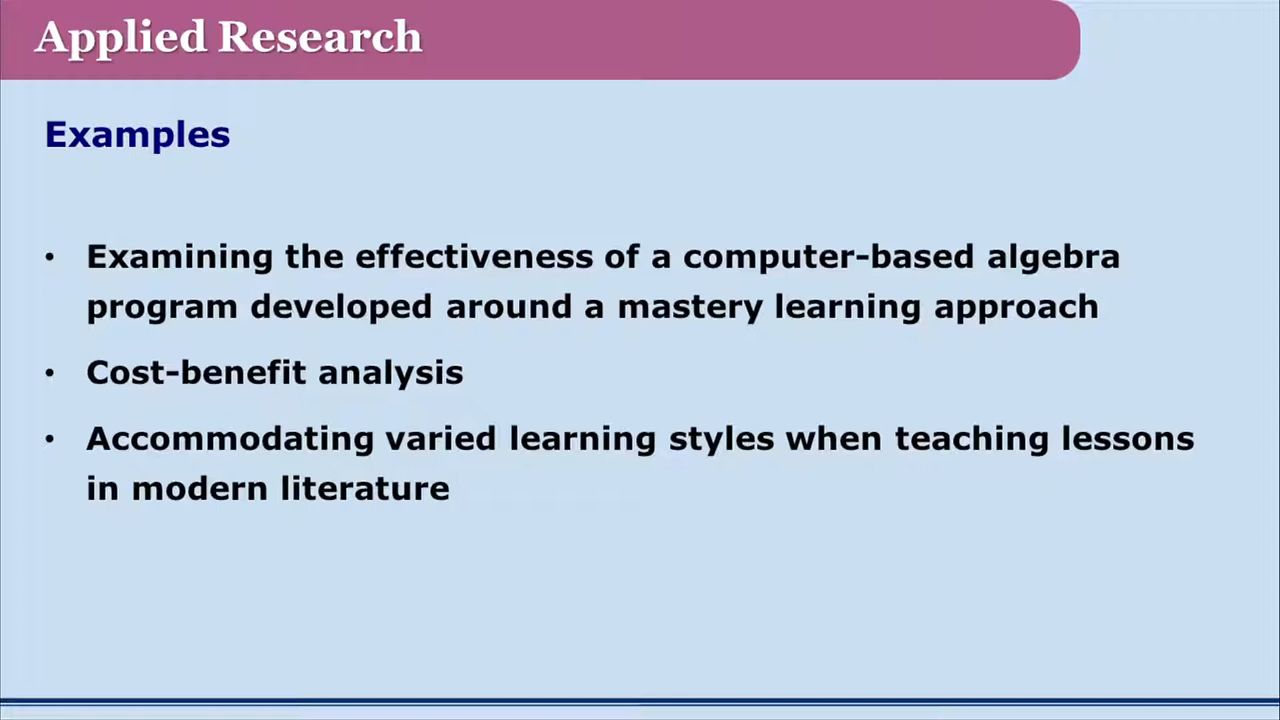 Applied Research
Examples
• Examining the effectiveness of a computer-based algebra
program developed around a mastery learning approach
• Cost-benefit analysis
• Accommodating varied learning styles when teaching lessons
in modern literature